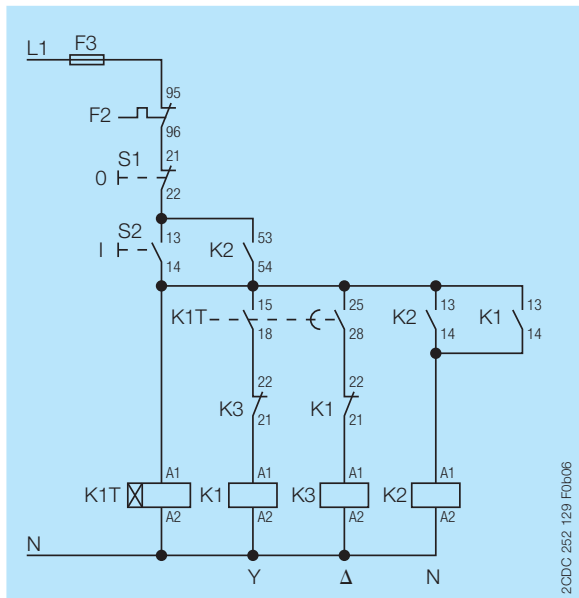 L1 F3
95
F2
96
S1 21
0
22
S2 13 K2 53
I
14 54
K1T 15 25 K2 13 K1 13
18 28 14 14
K3 22 K1 22
21 21
K1T A1 K1 A1 K3 A1 K2 A1
A2 A2 A2 A2
N
Y Δ N
2CDC 252 129 F0b06